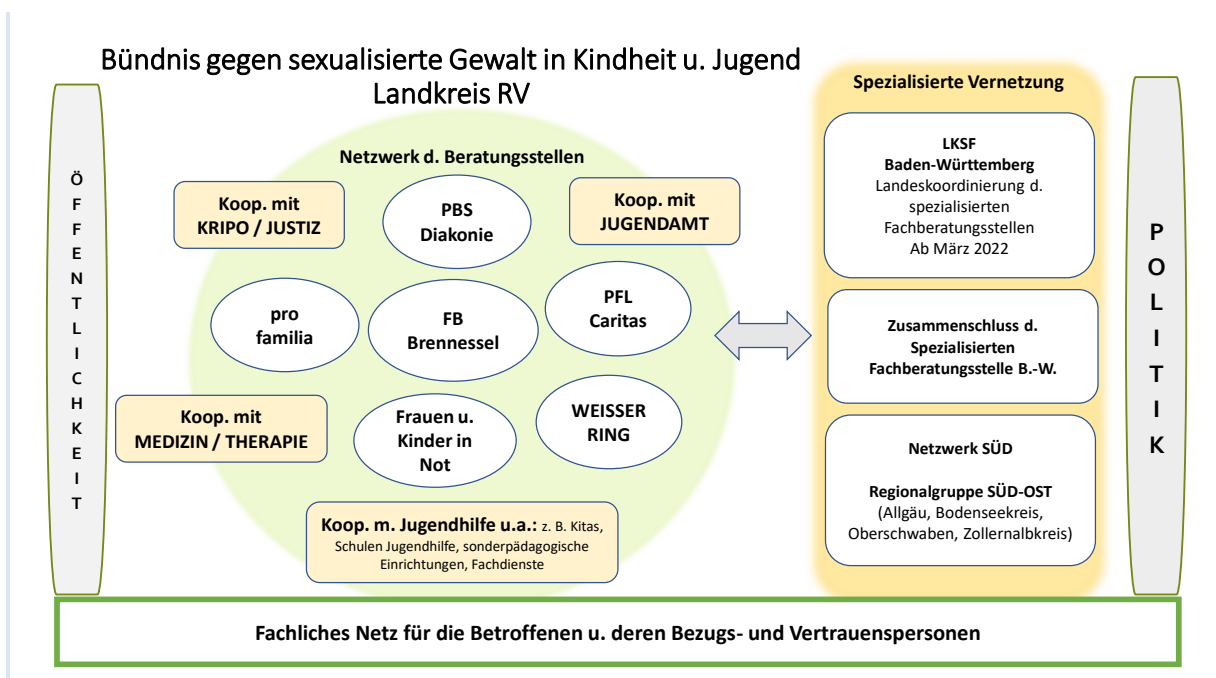 Bündnis gegen sexualisierte Gewalt in Kindheit u. Jugend
Landkreis RV
ÖFFENTLICHKEIT
Netzwerk d. Beratungsstellen
Koop. mit
KRIPO / JUSTIZ
PBS
Diakonie
Koop. mit
JUGENDAMT
pro
familia
FB
Brennessel
PFL
Caritas
Koop. mit
MEDIZIN / THERAPIE
Frauen u.
Kinder in
Not
WEISSER
RING
Koop. m. Jugendhilfe u.a.: z. B. Kitas,
Schulen Jugendhilfe, sonderpädagogische
Einrichtungen, Fachdienste
Spezialisierte Vernetzung
LKSF
Baden-Württemberg
Landeskoordinierung d.
spezialisierten
Fachberatungsstellen
Ab März 2022
Zusammenschluss d.
Spezialisierten
Fachberatungsstelle B.-W.
Netzwerk SÜD
Regionalgruppe SÜD-OST
(Allgäu, Bodenseekreis,
Oberschwaben, Zollernalbkreis)
POLITIK
Fachliches Netz für die Betroffenen u. deren Bezugs- und Vertrauenspersonen